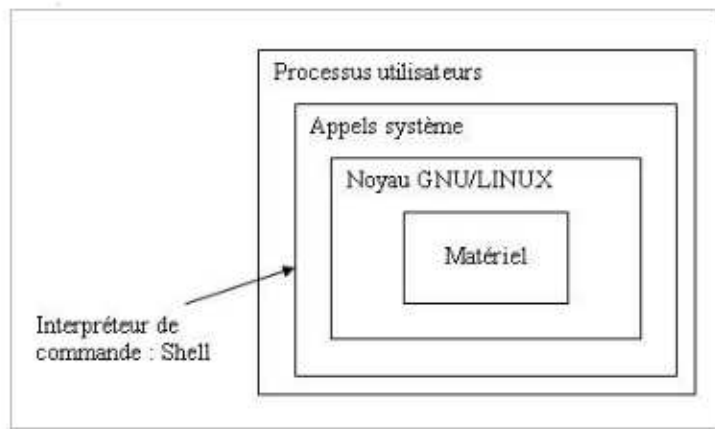 Processus utilisateurs
Appels système
Noyau GNU/LINUX
Matériel
Interpréteur de
commande : Shell